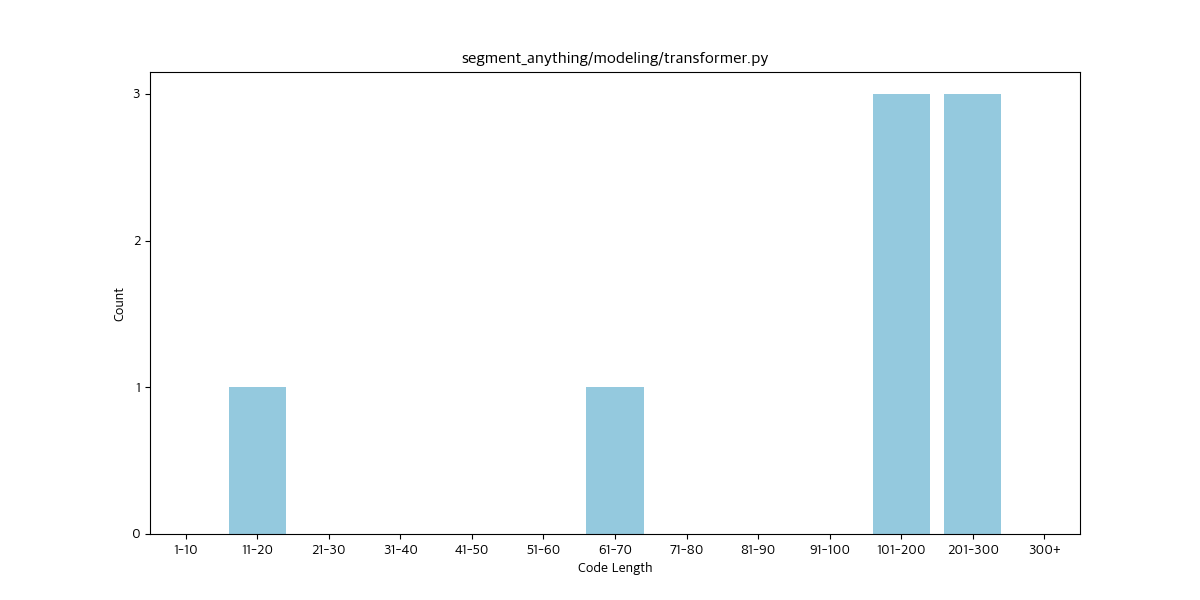 segment_anything/modeling/transformer.py
3
2
1
0
Count
1-10 11-20 21-30 31-40 41-50 51-60 61-70 71-80 81-90 91-100 101-200 201-300 300+
Code Length